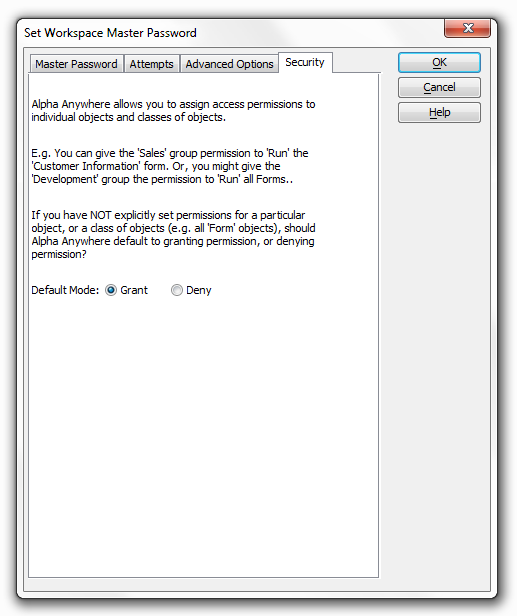 Set Workspace Master Password
Master Password Attempts Advanced Options Security
OK
Cancel
Help
Alpha Anywhere allows you to assign access permissions to
individual objects and classes of objects.
E.g. You can give the 'Sales' group permission to 'Run' the
'Customer Information' form. Or, you might give the
'Development' group the permission to 'Run' all Forms..
If you have NOT explicitly set permissions for a particular
object, or a class of objects (e.g. all 'Form' objects), should
Alpha Anywhere default to granting permission, or denying
permission?
Default Mode: Grant Deny